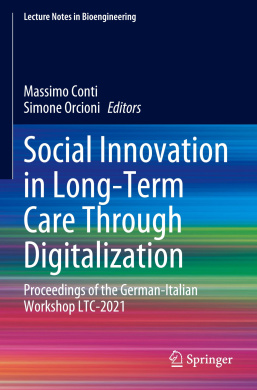 Lecture Notes in Bioengineering
Massimo Conti
Simone Orcioni Editors
Social Innovation
in Long-Term
Care Through
Digitalization
Proceedings of the German-Italian
Workshop LTC-2021
Springer